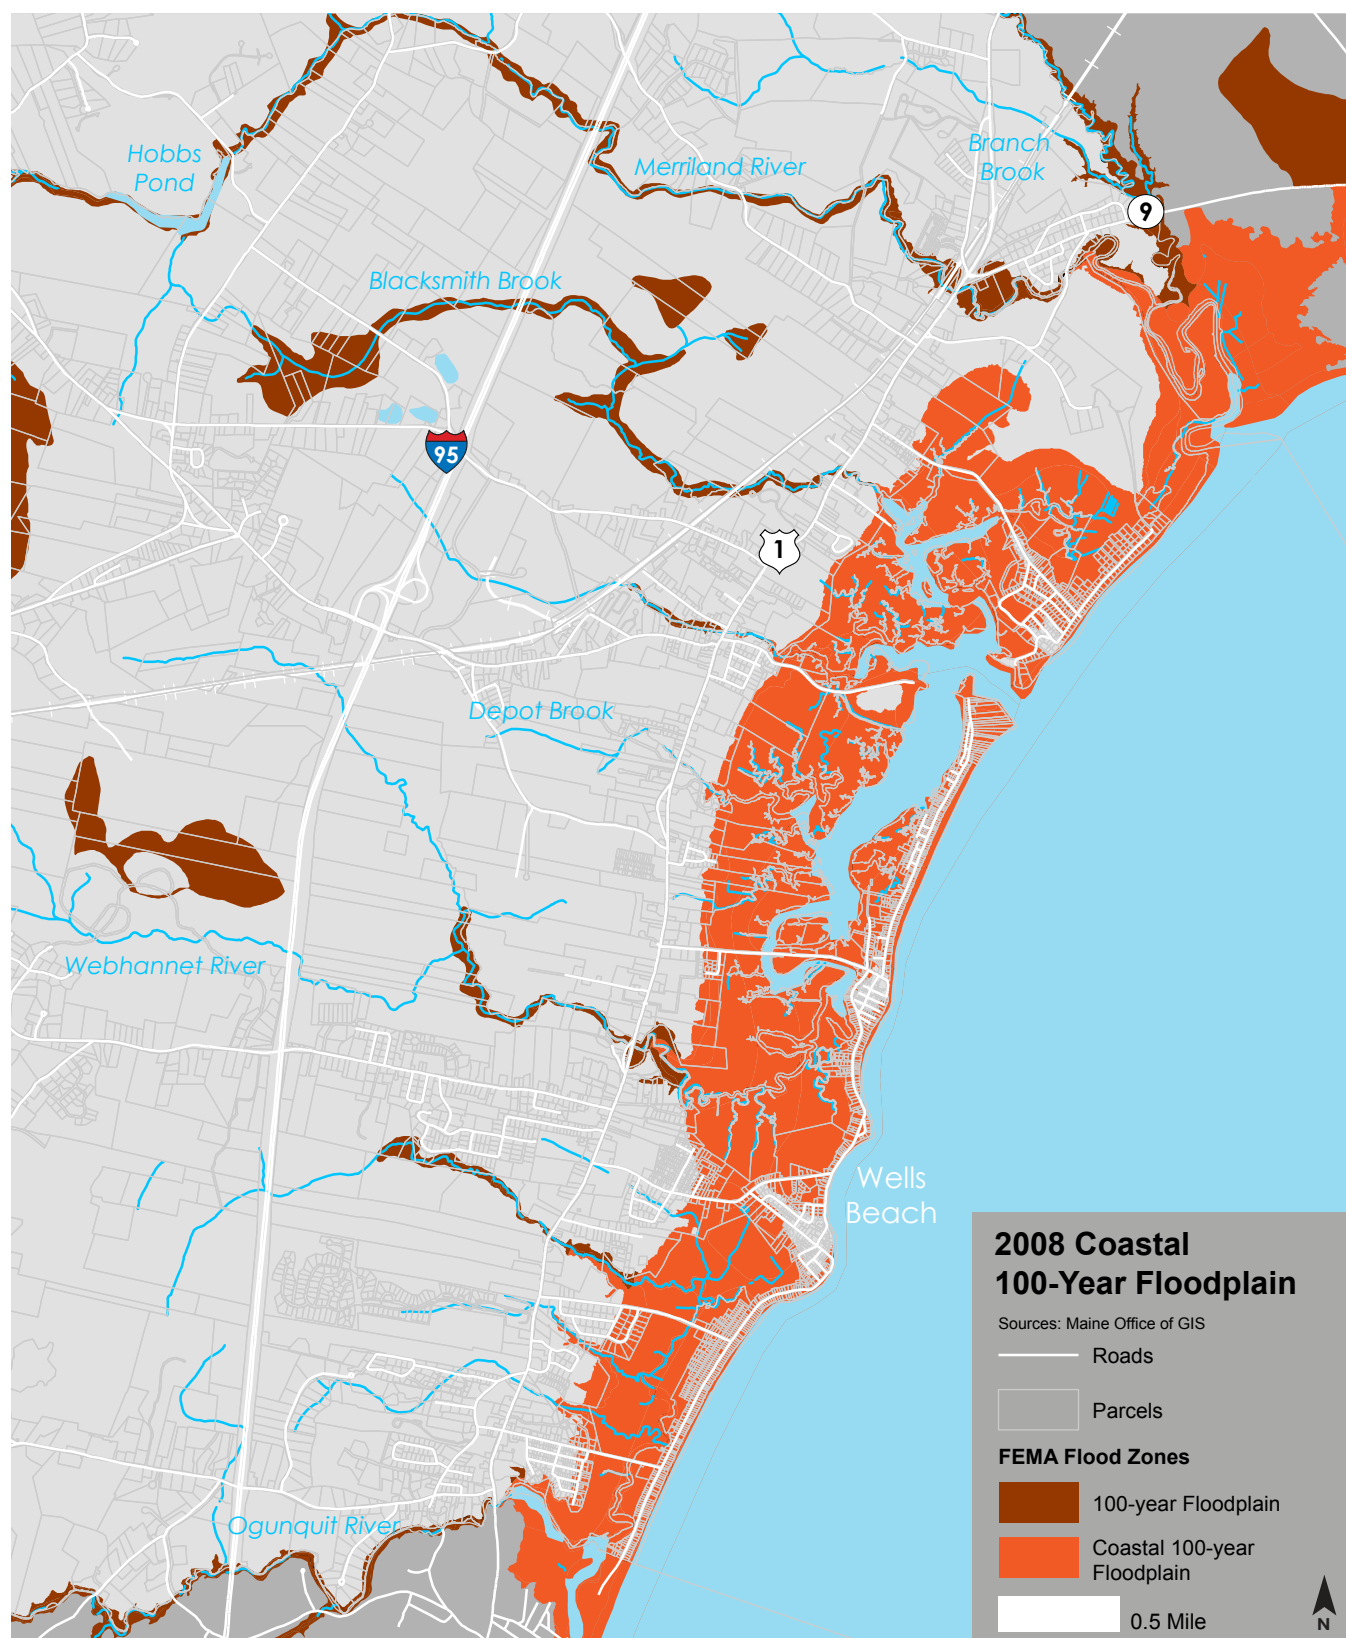 Hobbs
Pond
Merriland River
Branch
Brook
9
Blacksmith Brook
95
1
Depot Brook
Webhannet River
Wells
Beach
Ogunquit River
2008 Coastal
100-Year Floodplain
Sources: Maine Office of GIS
Roads
Parcels
FEMA Flood Zones
100-year Floodplain
Coastal 100-year
Floodplain
0.5 Mile
N